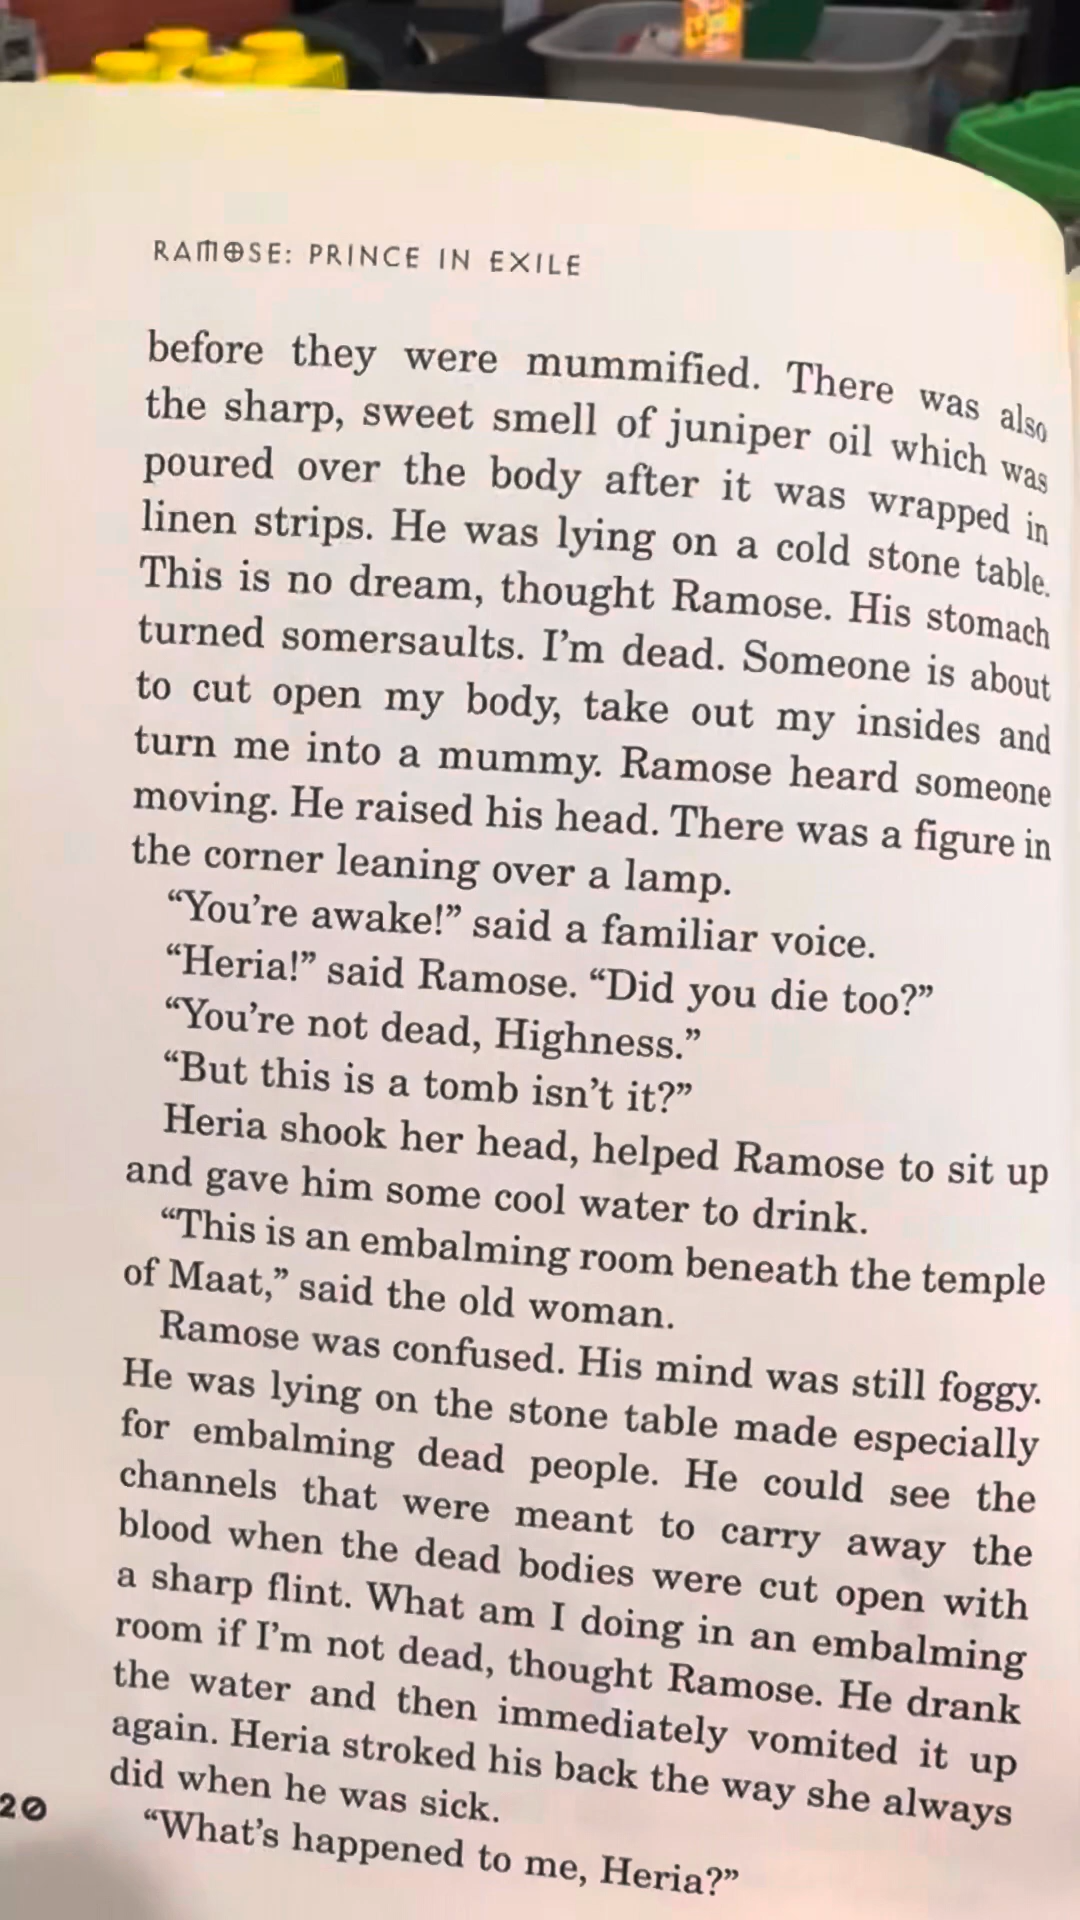 RAMOSE: PRINCE IN EXILE
before they were mummified. There was also
the sharp, sweet smell of juniper oil which was
poured over the body after it was wrapped in
linen strips. He was lying on a cold stone table.
This is no dream, thought Ramose. His stomach
turned somersaults. I'm dead. Someone is about
to cut open my body, take out my insides and
turn me into a mummy. Ramose heard someone
moving. He raised his head. There was a figure in
the corner leaning over a lamp.
“You're awake!” said a familiar voice.
“Heria!” said Ramose. “Did you die too?”
“You're not dead, Highness.”
“But this is a tomb isn't it?”
Heria shook her head, helped Ramose to sit up
and gave him some cool water to drink.
“This is an embalming room beneath the temple
of Maat,” said the old woman.
Ramose was confused. His mind was still foggy.
He was lying on the stone table made especially
for embalming dead people. He could see the
channels that were meant to carry away the
blood when the dead bodies were cut open with
a sharp flint. What am I doing in an embalming
room if I'm not dead, thought Ramose. He drank
the water and then immediately vomited it up
again. Heria stroked his back the way she always
did when he was sick.
“What's happened to me, Heria?”
20